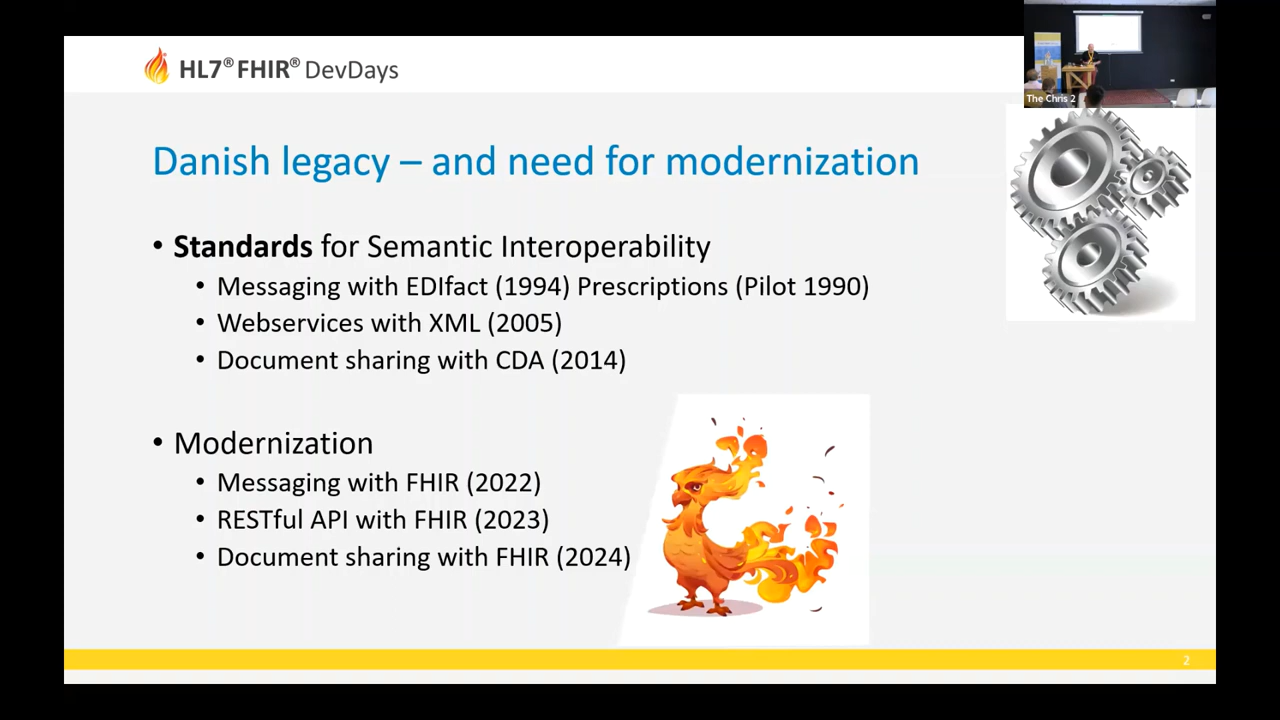 HL7® FHIR® DevDays
The Chris 2
Danish legacy – and need for modernization
• Standards for Semantic Interoperability
• Messaging with EDIfact (1994) Prescriptions (Pilot 1990)
• Webservices with XML (2005)
• Document sharing with CDA (2014)
• Modernization
• Messaging with FHIR (2022)
• RESTful API with FHIR (2023)
• Document sharing with FHIR (2024)
2